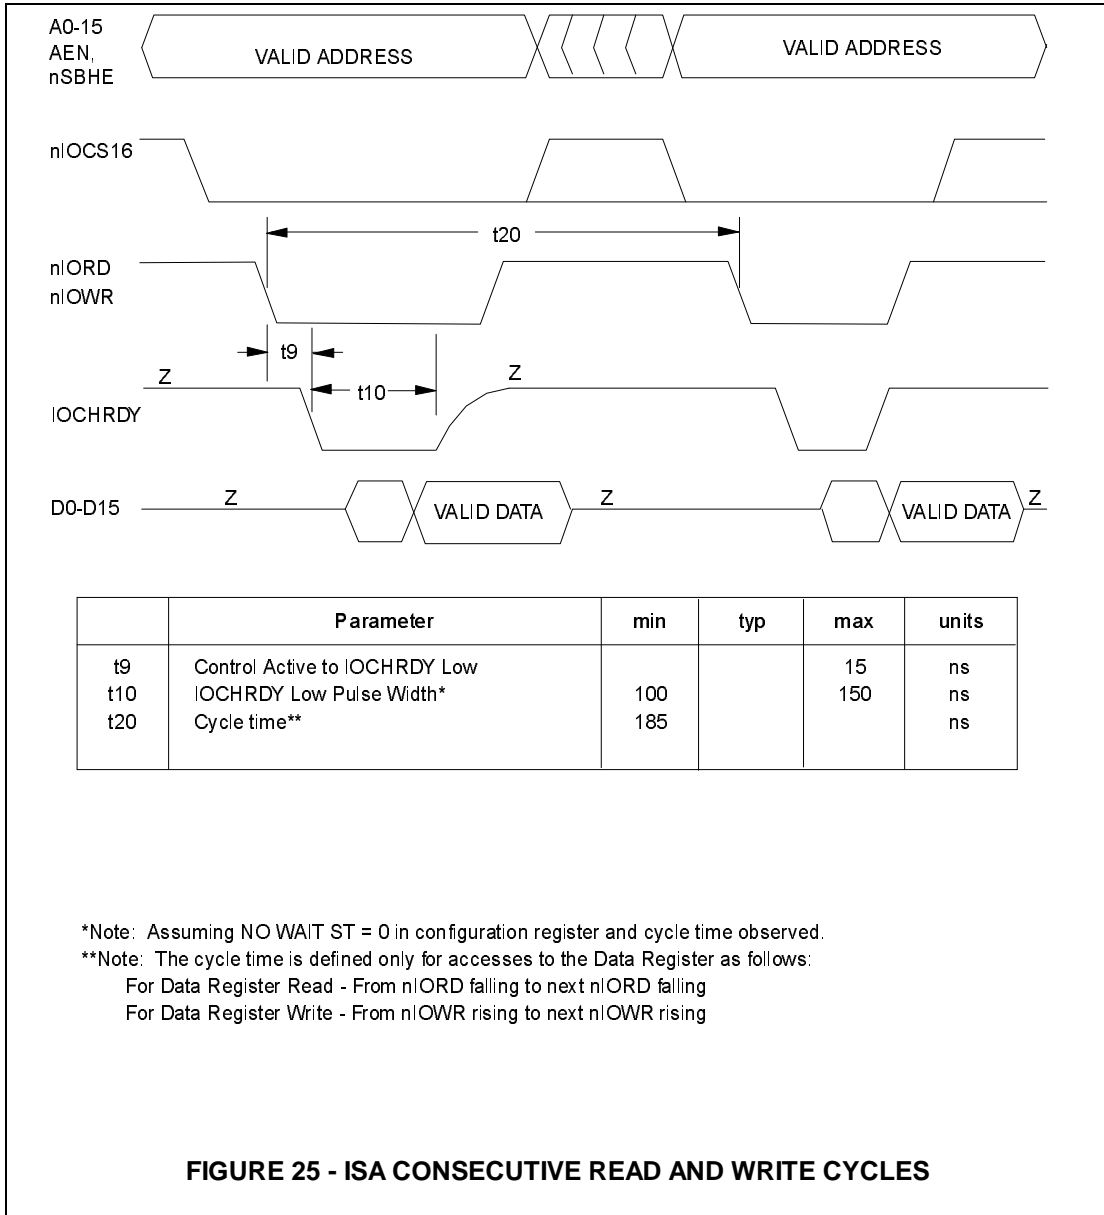 A0-15
AEN,
nSBHE
VALID ADDRESS
VALID ADDRESS
nIOCS16
t20
nIORD
nIOWR
t9
Z
t10
Z
IOCHRDY
D0-D15
Z
VALID DATA
Z
VALID DATA
Z
Parameter min typ max units
t9 Control Active to IOCHRDY Low 15 ns
t10 IOCHRDY Low Pulse Width* 100 150 ns
t20 Cycle time** 185 ns
*Note: Assuming NO WAIT ST = 0 in configuration register and cycle time observed.
**Note: The cycle time is defined only for accesses to the Data Register as follows:
For Data Register Read - From nIORD falling to next nIORD falling
For Data Register Write - From nIOWR rising to next nIOWR rising
FIGURE 25 - ISA CONSECUTIVE READ AND WRITE CYCLES